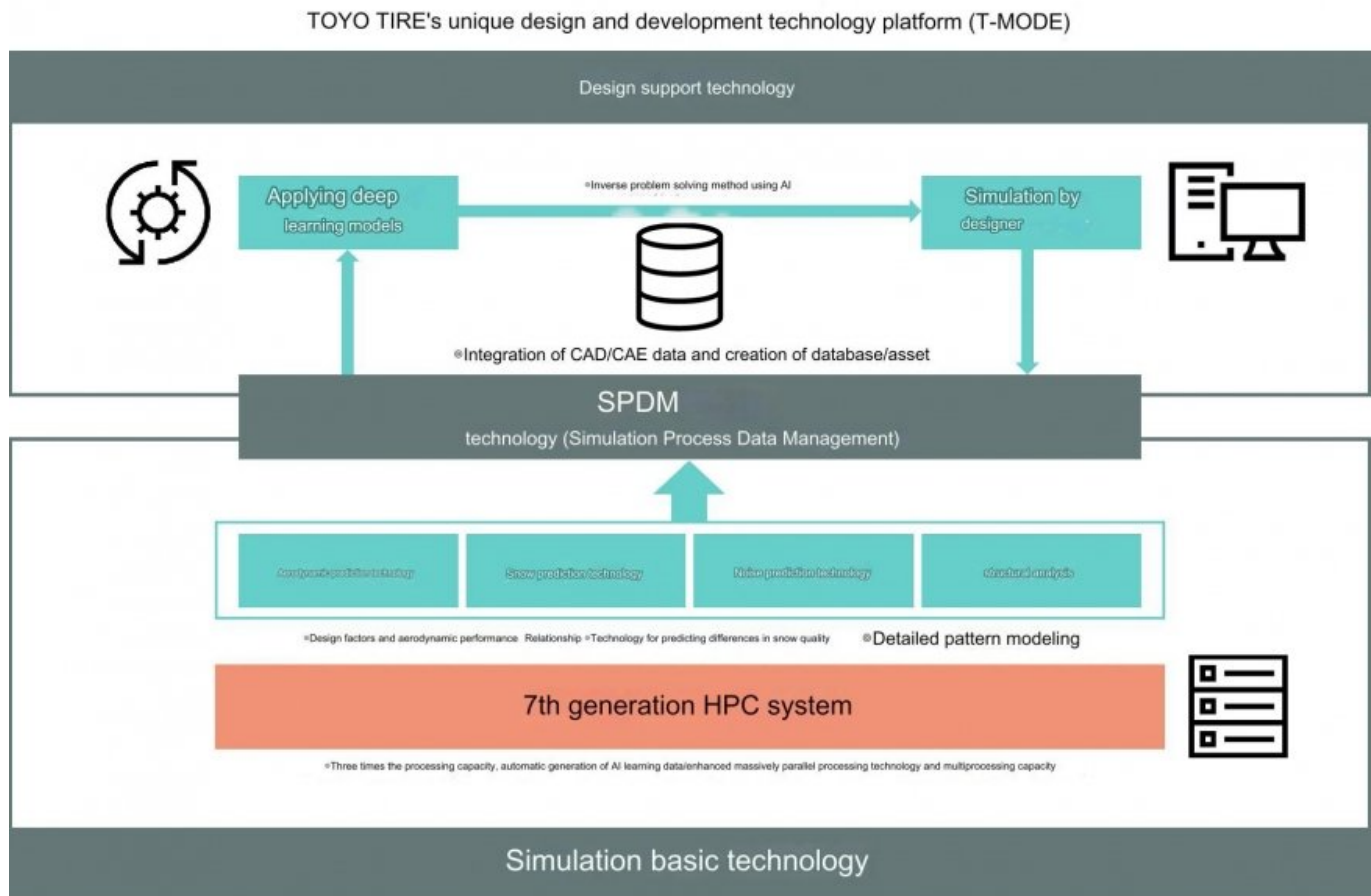 TOYO TIRE's unique design and development technology platform (T-MODE)
Design support technology
Applying deep
learning models
※Inverse problem solving method using AI
Simulation by
designer
※Integration of CAD/CAE data and creation of database/asset
SPDM
technology (Simulation Process Data Management)
Aerodynamic prediction technology
Snow prediction technology
Noise prediction technology
structural analysis
※Design factors and aerodynamic performance Relationship ※Technology for predicting differences in snow quality ※Detailed pattern modeling
7th generation HPC system
※Three times the processing capacity, automatic generation of AI learning data/enhanced massively parallel processing technology and multiprocessing capacity
Simulation basic technology